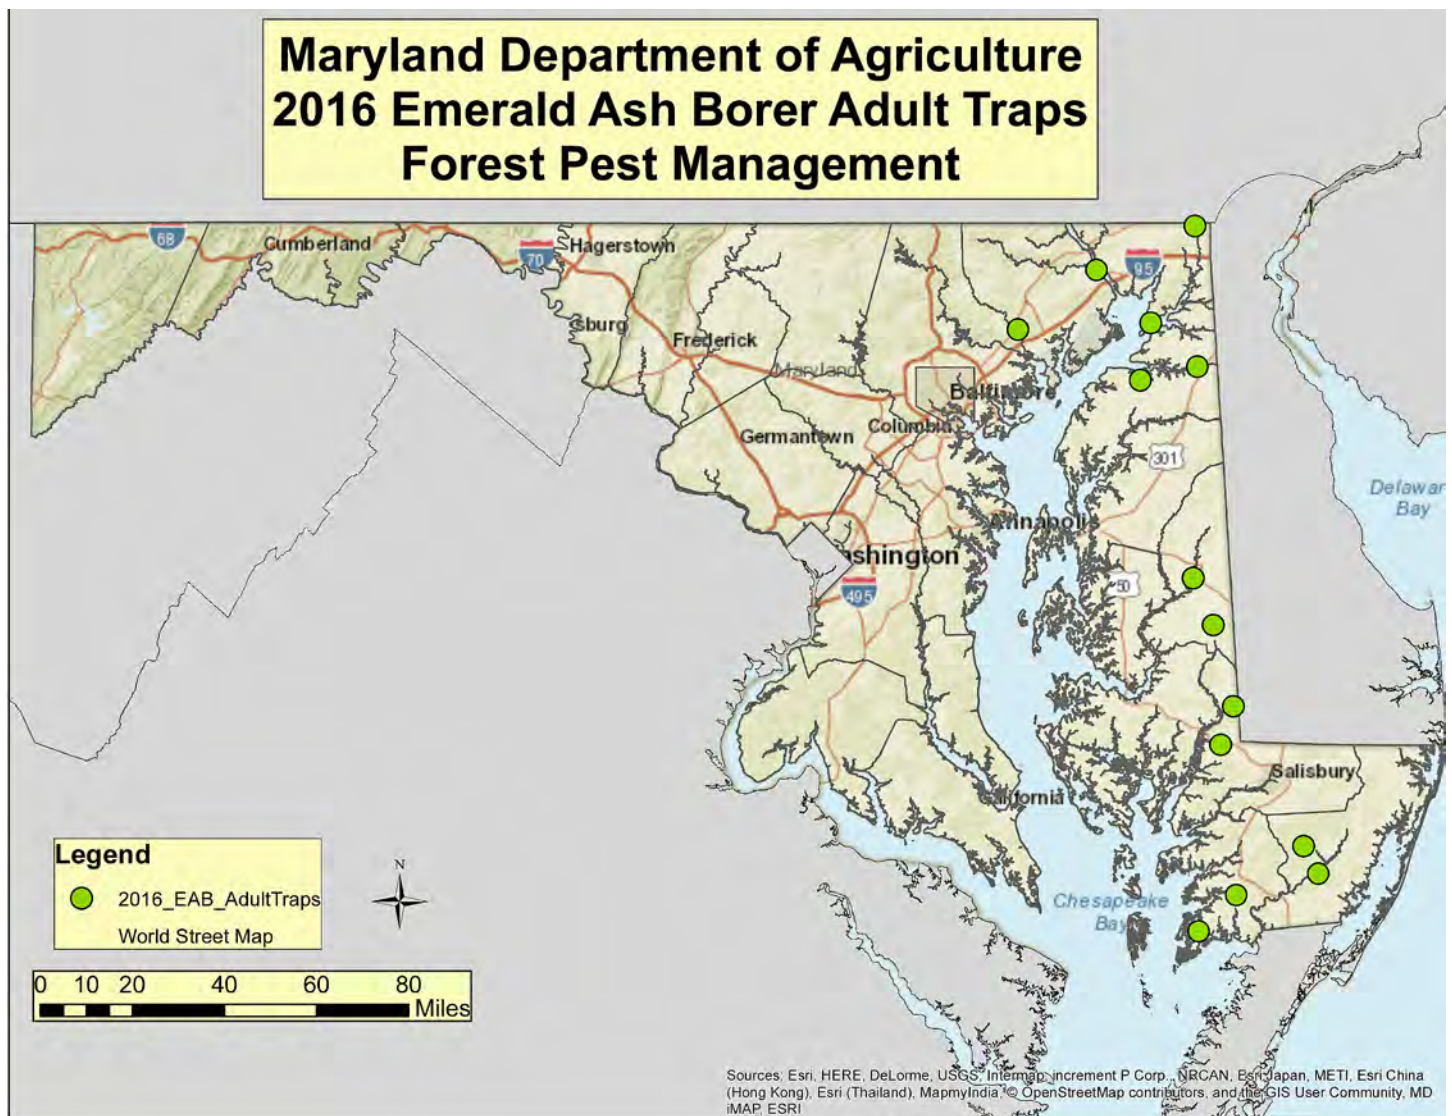 Maryland Department of Agriculture
2016 Emerald Ash Borer Adult Traps
Forest Pest Management
68
Cumberland
70
Hagerstown
95
sburg
Frederick
Maryland
Baltimore
Columbia
Germantown
301
Delawar
Bay
Annapolis
ashington
50
495
Salisbury
California
Legend
2016_EAB_AdultTraps
World Street Map
N
Chesapeake
Bay
0 10 20 40 60 80
Miles
Sources: Esri, HERE, DeLorme, USGS, Intermap, increment P Corp., NRCAN, Esri Japan, METI, Esri China
(Hong Kong), Esri (Thailand), MapmyIndia, © OpenStreetMap contributors, and the GIS User Community, MD
iMAP, ESRI